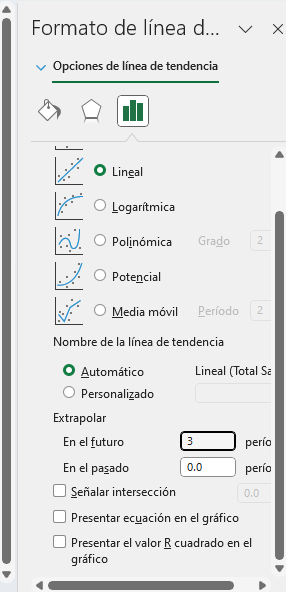 Formato de línea d...
Opciones de línea de tendencia
Lineal
Logarítmica
Polinómica Grado 2
Potencial
Media móvil Período 2
Nombre de la línea de tendencia
Automático Lineal (Total Sa
Personalizado
Extrapolar
En el futuro 3 perío
En el pasado 0.0 perío
Señalar intersección 0.0
Presentar ecuación en el gráfico
Presentar el valor R cuadrado en el
gráfico